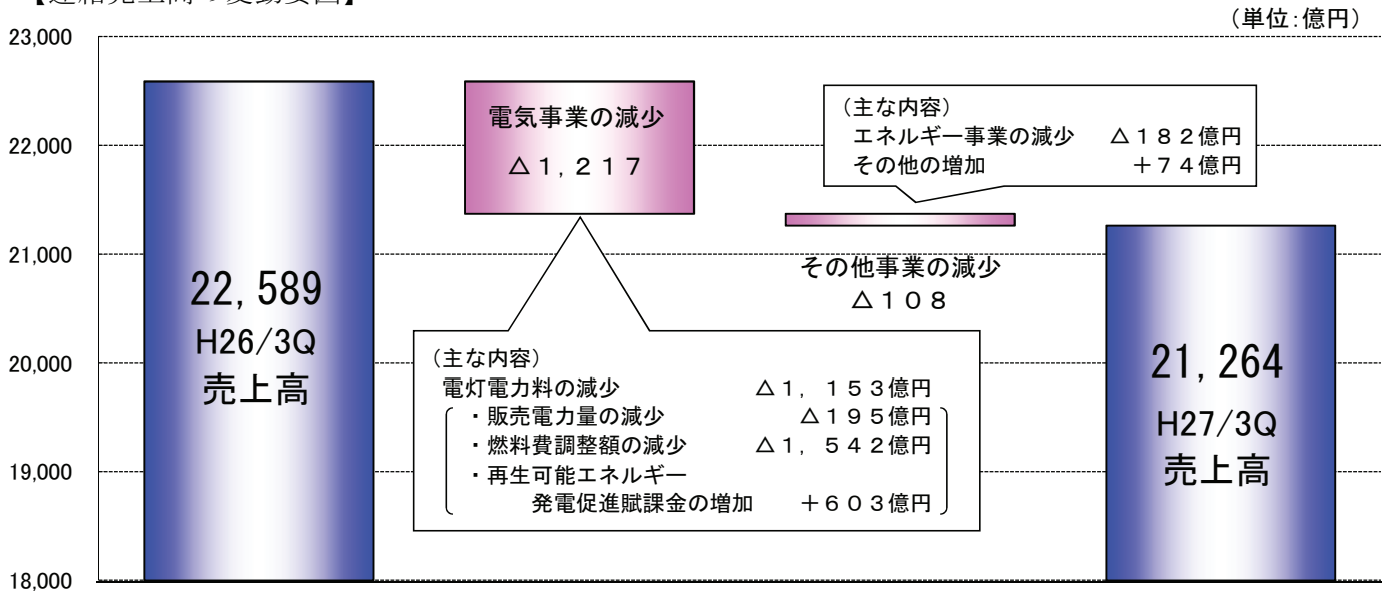 （単位:億円）
23,000
22,000
21,000
20,000
19,000
18,000
22,589
H26/3Q
売上高
電気事業の減少
△１，２１７
（主な内容）
電灯電力料の減少 △１，１５３億円
・販売電力量の減少 △１９５億円
・燃料費調整額の減少 △１，５４２億円
・再生可能エネルギー
発電促進賦課金の増加 ＋６０３億円
（主な内容）
エネルギー事業の減少 △１８２億円
その他の増加 ＋７４億円
その他事業の減少
△１０８
21,264
H27/3Q
売上高